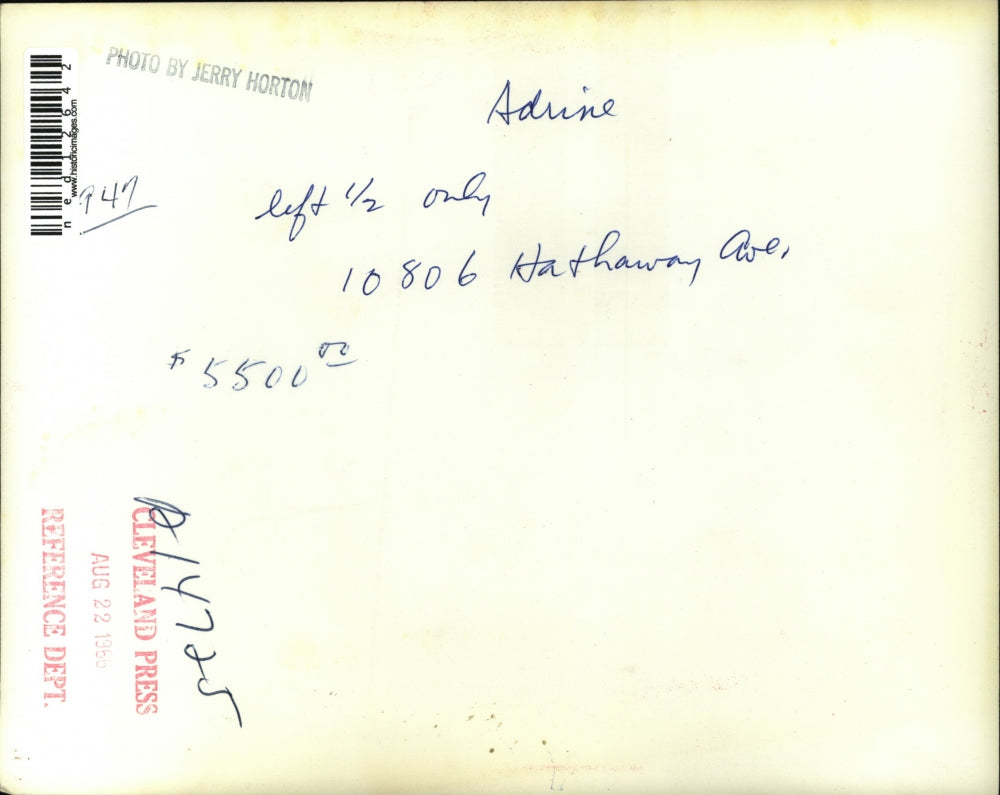 PHOTO BY JERRY HORTON
Adrine
ned12642
www.historicimages.com
left 1/2 only
10806 Hathaway Ave.
$5500 00
CLEVELAND PRESS
AUG 22 1966
REFERENCE DEPT.